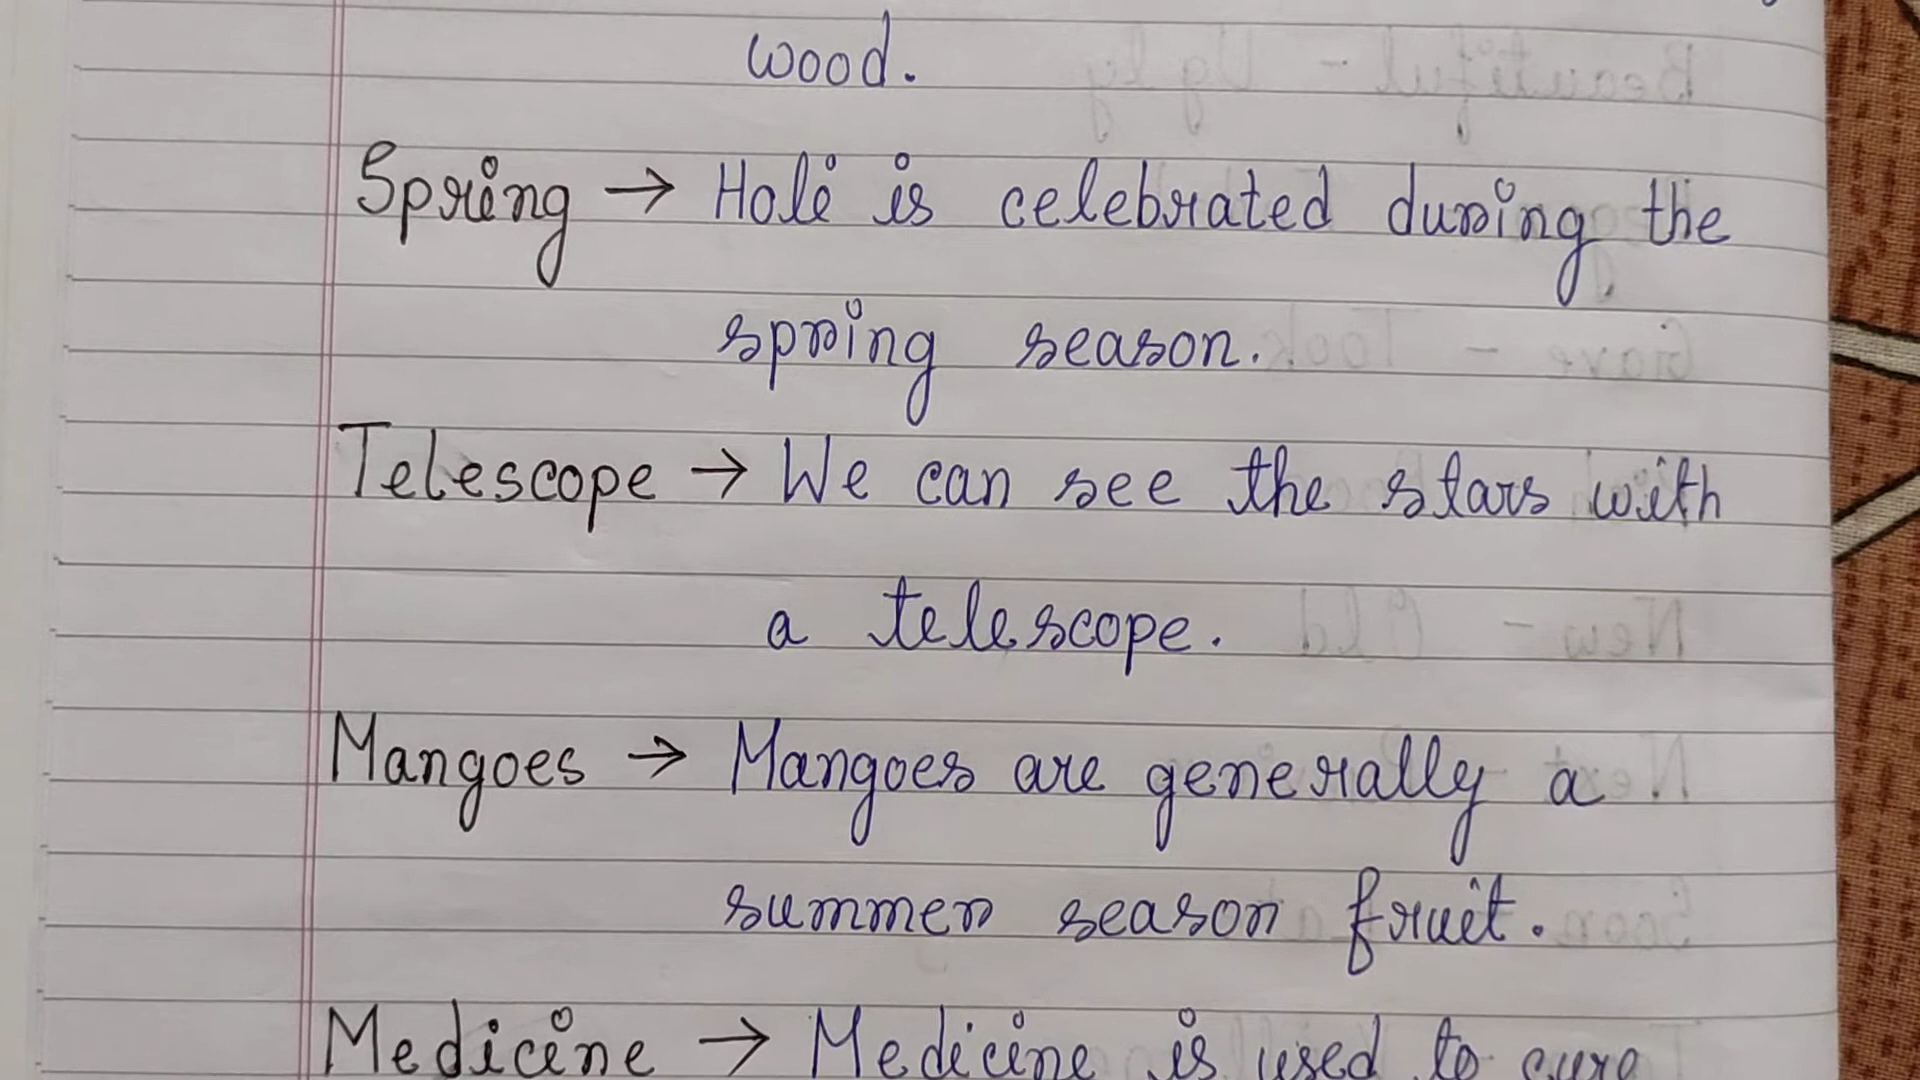 wood.
Spring → Holi is celebrated during the
spring season.
Telescope → We can see the stars with
a telescope.
Mangoes → Mangoes are generally a
summer season fruit.
Medicine → Medicine is used to cure